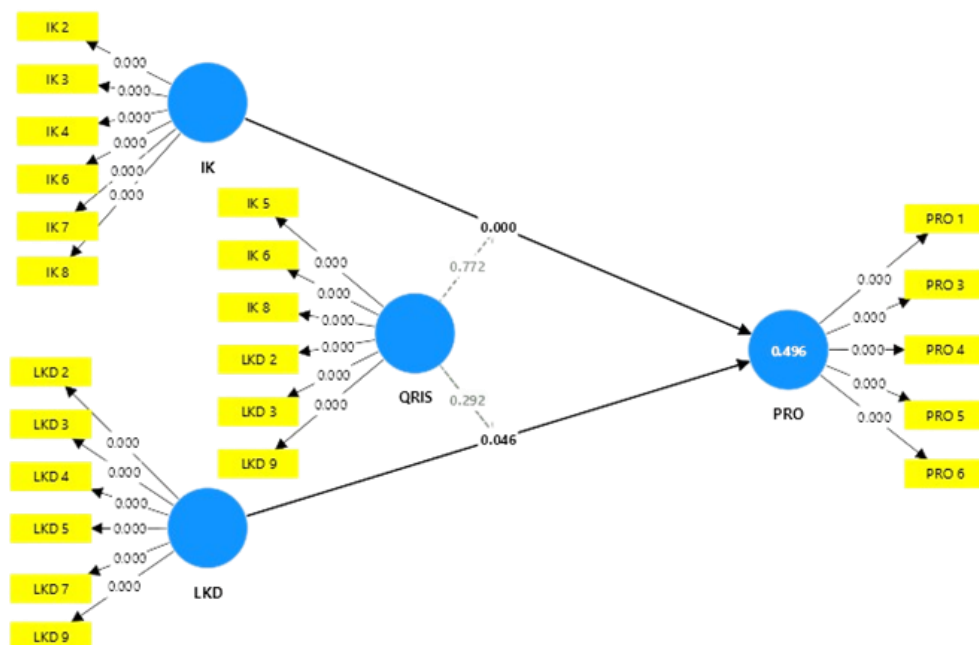 IK 2
0.000
IK 3
0.000
IK 4
0.000
IK 6
0.000
IK 7
0.000
IK 8
0.000
IK
IK 5
0.000
IK 6
0.000
IK 8
0.000
LKD 2
0.000
LKD 3
0.000
LKD 9
0.000
QRIS
0.772
0.000
0.292
0.046
LKD 2
0.000
LKD 3
0.000
LKD 4
0.000
LKD 5
0.000
LKD 7
0.000
LKD 9
0.000
LKD
0.496
PRO
PRO 1
0.000
PRO 3
0.000
PRO 4
0.000
PRO 5
0.000
PRO 6
0.000